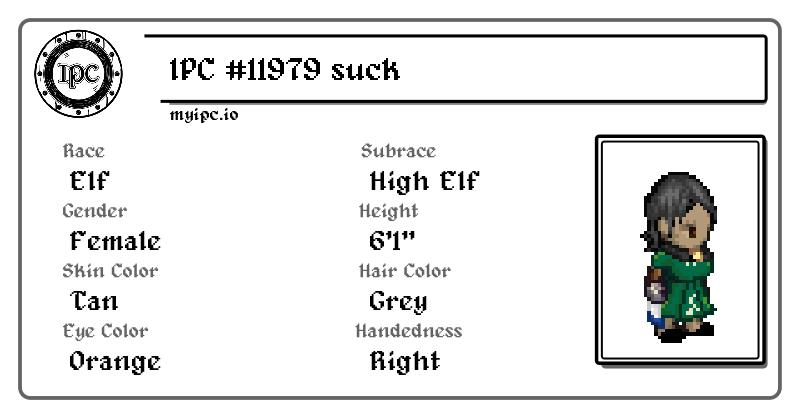 IPC
IPC #11979 suck
myipc.io
Race
Elf
Subrace
High Elf
Gender
Female
Height
6'1"
Skin Color
Tan
Hair Color
Grey
Eye Color
Orange
Handedness
Right